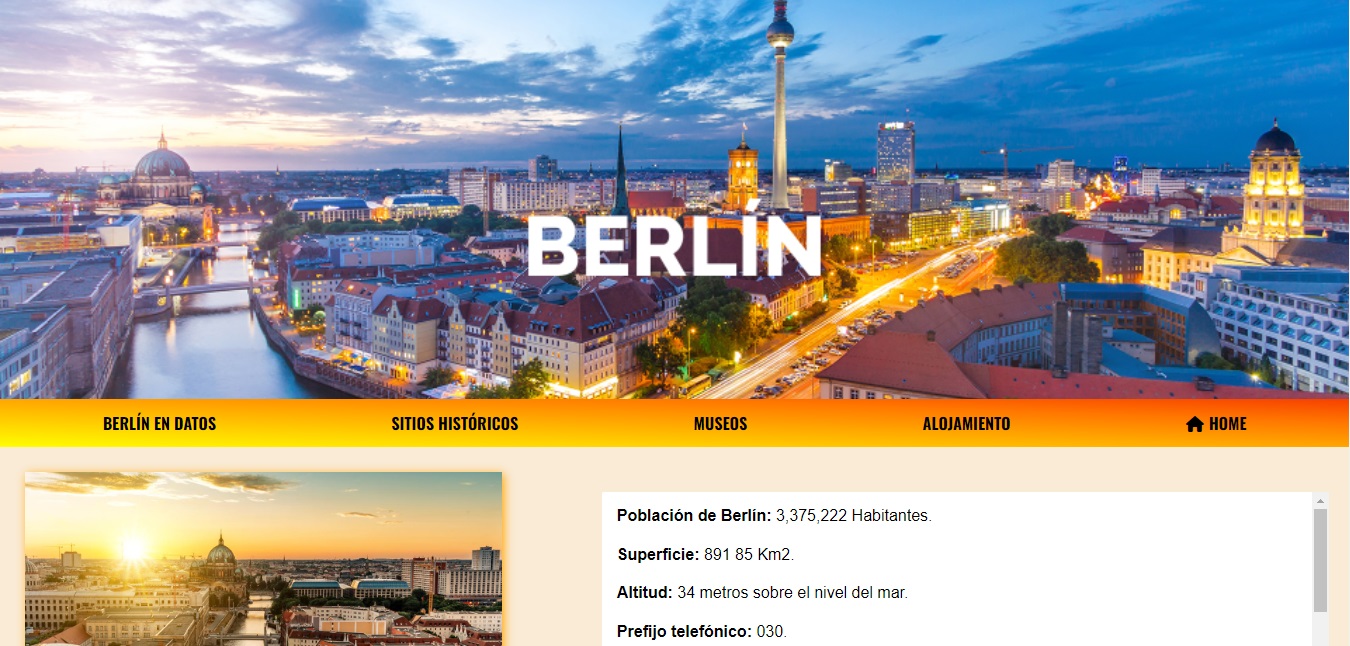 BERLÍN
BERLÍN EN DATOS
SITIOS HISTÓRICOS
MUSEOS
ALOJAMIENTO
HOME
Población de Berlín: 3,375,222 Habitantes.
Superficie: 891 85 Km2.
Altitud: 34 metros sobre el nivel del mar.
Prefijo telefónico: 030.